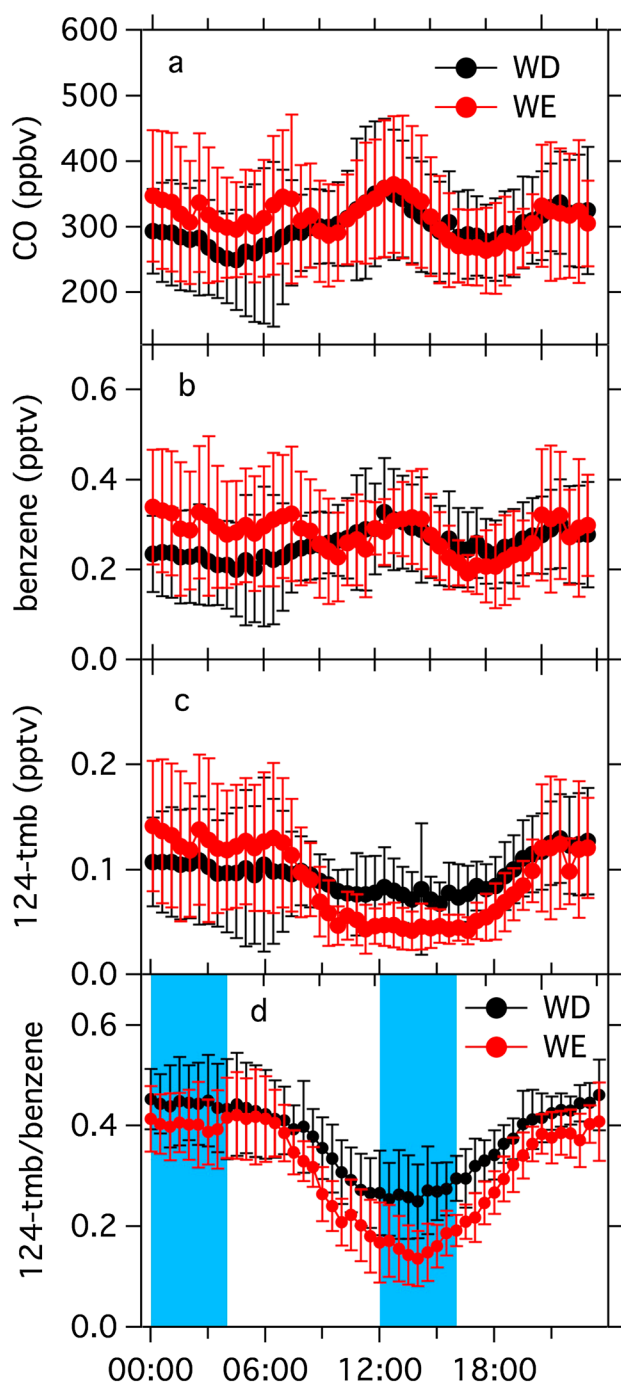 600
a
WD
500
WE
400
CO (ppbv)
300
200
b
0.6
0.4
benzene (pptv)
0.2
0.0
c
0.2
124-tmb (pptv)
0.1
0.0
d
WD
0.6
WE
0.4
124-tmb/benzene
0.2
0.0
00:00 06:00 12:00 18:00